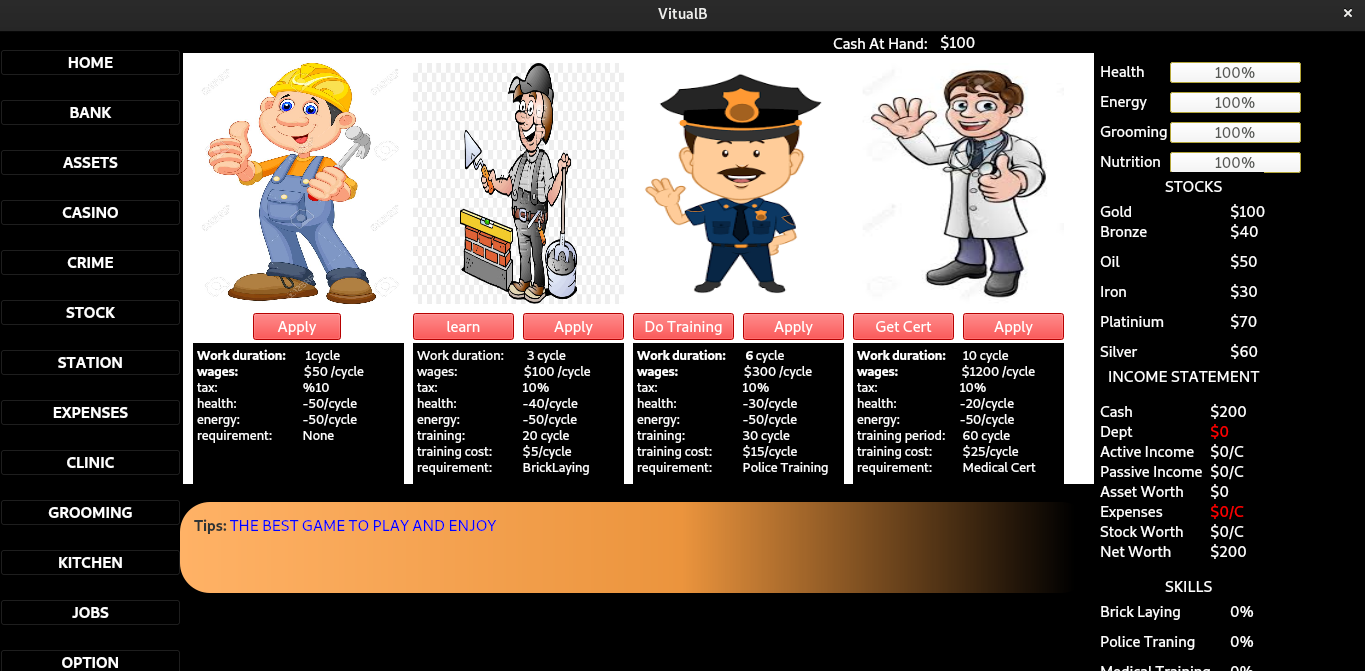 VitualB
×
Cash At Hand: $100
HOME
BANK
ASSETS
CASINO
CRIME
STOCK
STATION
EXPENSES
CLINIC
GROOMING
KITCHEN
JOBS
OPTION
Apply
learn Apply
Do Training Apply
Get Cert Apply
Work duration: 1cycle
wages: $50 /cycle
tax: %10
health: -50/cycle
energy: -50/cycle
requirement: None
Work duration: 3 cycle
wages: $100 /cycle
tax: 10%
health: -40/cycle
energy: -50/cycle
training: 20 cycle
training cost: $5/cycle
requirement: BrickLaying
Work duration: 6 cycle
wages: $300 /cycle
tax: 10%
health: -30/cycle
energy: -50/cycle
training: 30 cycle
training cost: $15/cycle
requirement: Police Training
Work duration: 10 cycle
wages: $1200 /cycle
tax: 10%
health: -20/cycle
energy: -50/cycle
training period: 60 cycle
training cost: $25/cycle
requirement: Medical Cert
Tips: THE BEST GAME TO PLAY AND ENJOY
Health 100%
Energy 100%
Grooming 100%
Nutrition 100%
STOCKS
Gold $100
Bronze $40
Oil $50
Iron $30
Platinium $70
Silver $60
INCOME STATEMENT
Cash $200
Dept $0
Active Income $0/C
Passive Income $0/C
Asset Worth $0
Expenses $0/C
Stock Worth $0/C
Net Worth $200
SKILLS
Brick Laying 0%
Police Traning 0%
Medical Training 0%